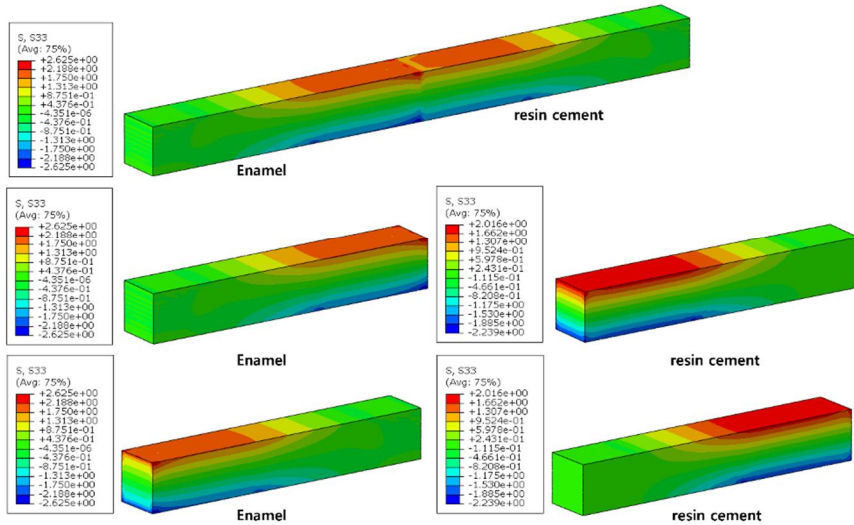 S, S33
(Avg: 75%)
+2.625e+00
+2.188e+00
+1.750e+00
+1.313e+00
+8.751e-01
+4.376e-01
-4.351e-06
-4.376e-01
-8.751e-01
-1.313e+00
-1.750e+00
-2.188e+00
-2.625e+00
resin cement
Enamel
S, S33
(Avg: 75%)
+2.625e+00
+2.188e+00
+1.750e+00
+1.313e+00
+8.751e-01
+4.376e-01
-4.351e-06
-4.376e-01
-8.751e-01
-1.313e+00
-1.750e+00
-2.188e+00
-2.625e+00
Enamel
S, S33
(Avg: 75%)
+2.016e+00
+1.662e+00
+1.307e+00
+9.524e-01
+5.978e-01
+2.431e-01
-1.115e-01
-4.661e-01
-8.208e-01
-1.175e+00
-1.530e+00
-1.885e+00
-2.239e+00
resin cement
S, S33
(Avg: 75%)
+2.625e+00
+2.188e+00
+1.750e+00
+1.313e+00
+8.751e-01
+4.376e-01
-4.351e-06
-4.376e-01
-8.751e-01
-1.313e+00
-1.750e+00
-2.188e+00
-2.625e+00
Enamel
S, S33
(Avg: 75%)
+2.016e+00
+1.662e+00
+1.307e+00
+9.524e-01
+5.978e-01
+2.431e-01
-1.115e-01
-4.661e-01
-8.208e-01
-1.175e+00
-1.530e+00
-1.885e+00
-2.239e+00
resin cement